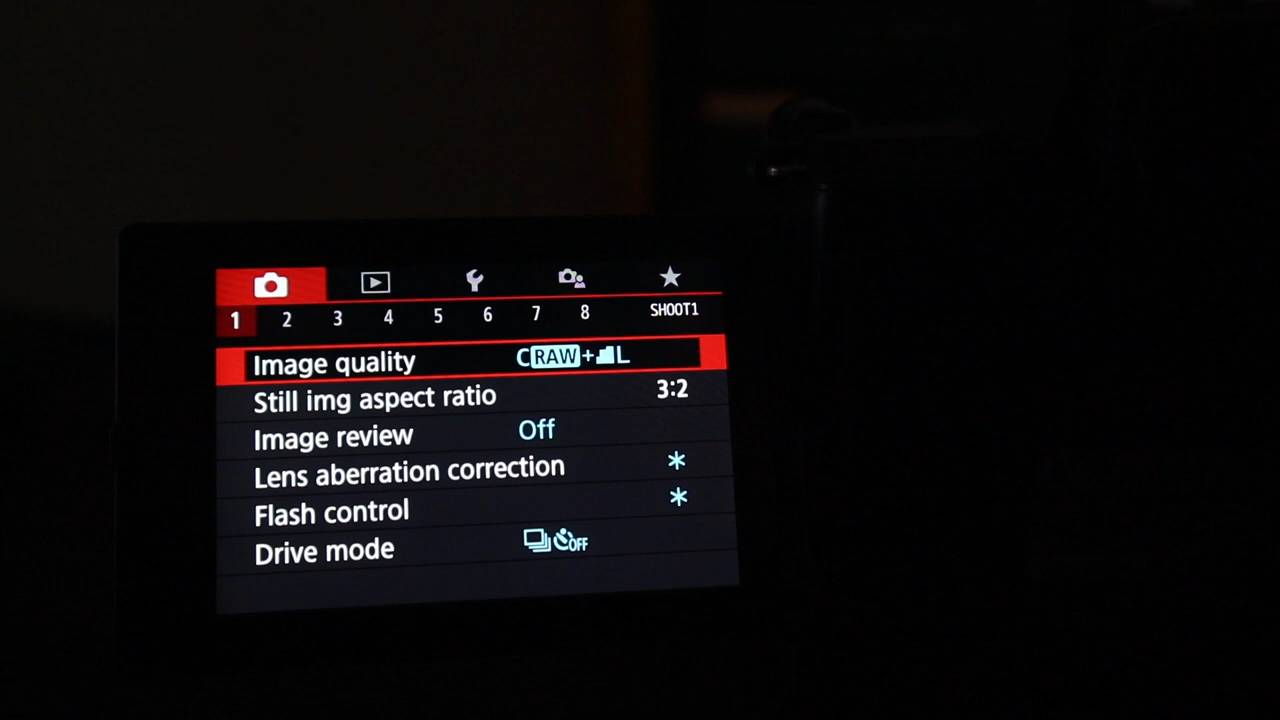 1 2 3 4 5 6 7 8 SHOOT1
Image quality CRAW+L
Still img aspect ratio 3:2
Image review Off
Lens aberration correction *
Flash control *
Drive mode OFF